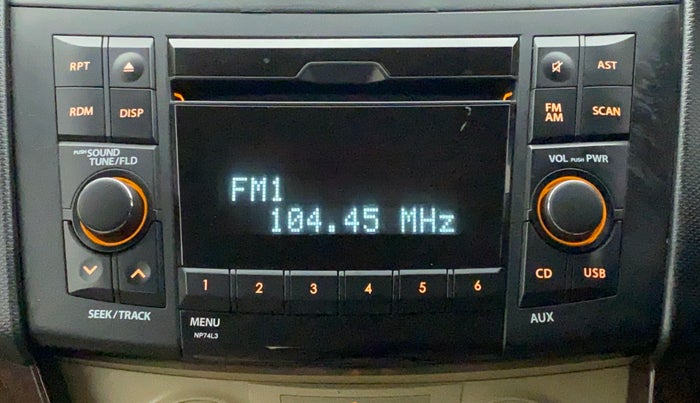 RPT
RDM
DISP
PUSH SOUND
TUNE/FLD
SEEK/TRACK
FM1
104.45 MHz
1 2 3 4 5 6
MENU
NP74L3
AST
FM
AM
SCAN
VOL PUSH PWR
CD
USB
AUX